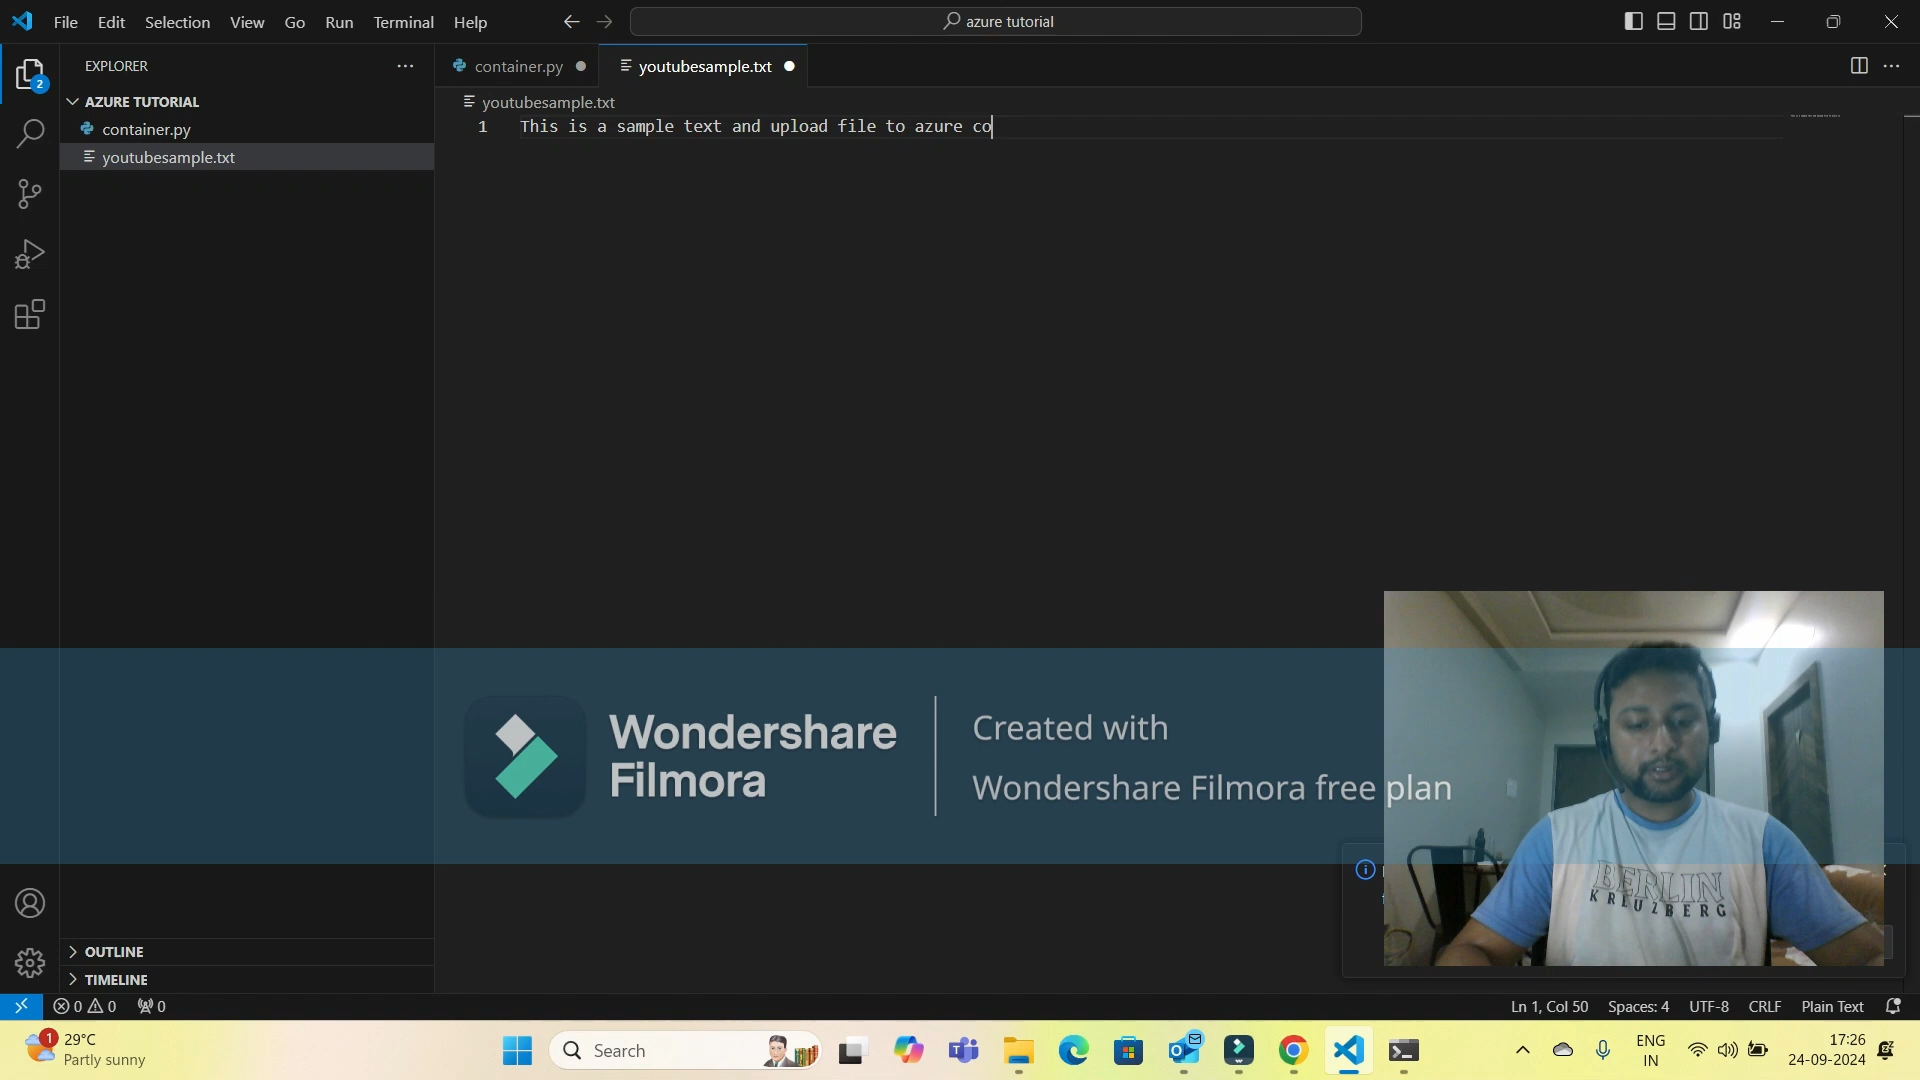 File Edit Selection View Go Run Terminal Help
azure tutorial
EXPLORER
container.py
youtubesample.txt
2
AZURE TUTORIAL
youtubesample.txt
container.py
1 This is a sample text and upload file to azure co
youtubesample.txt
Wondershare
Filmora
Created with
Wondershare Filmora free plan
BERLIN
KREUZBERG
OUTLINE
TIMELINE
0 0 0
Ln 1, Col 50 Spaces: 4 UTF-8 CRLF Plain Text
1
29°C
Partly sunny
Search
ENG
IN
17:26
24-09-2024